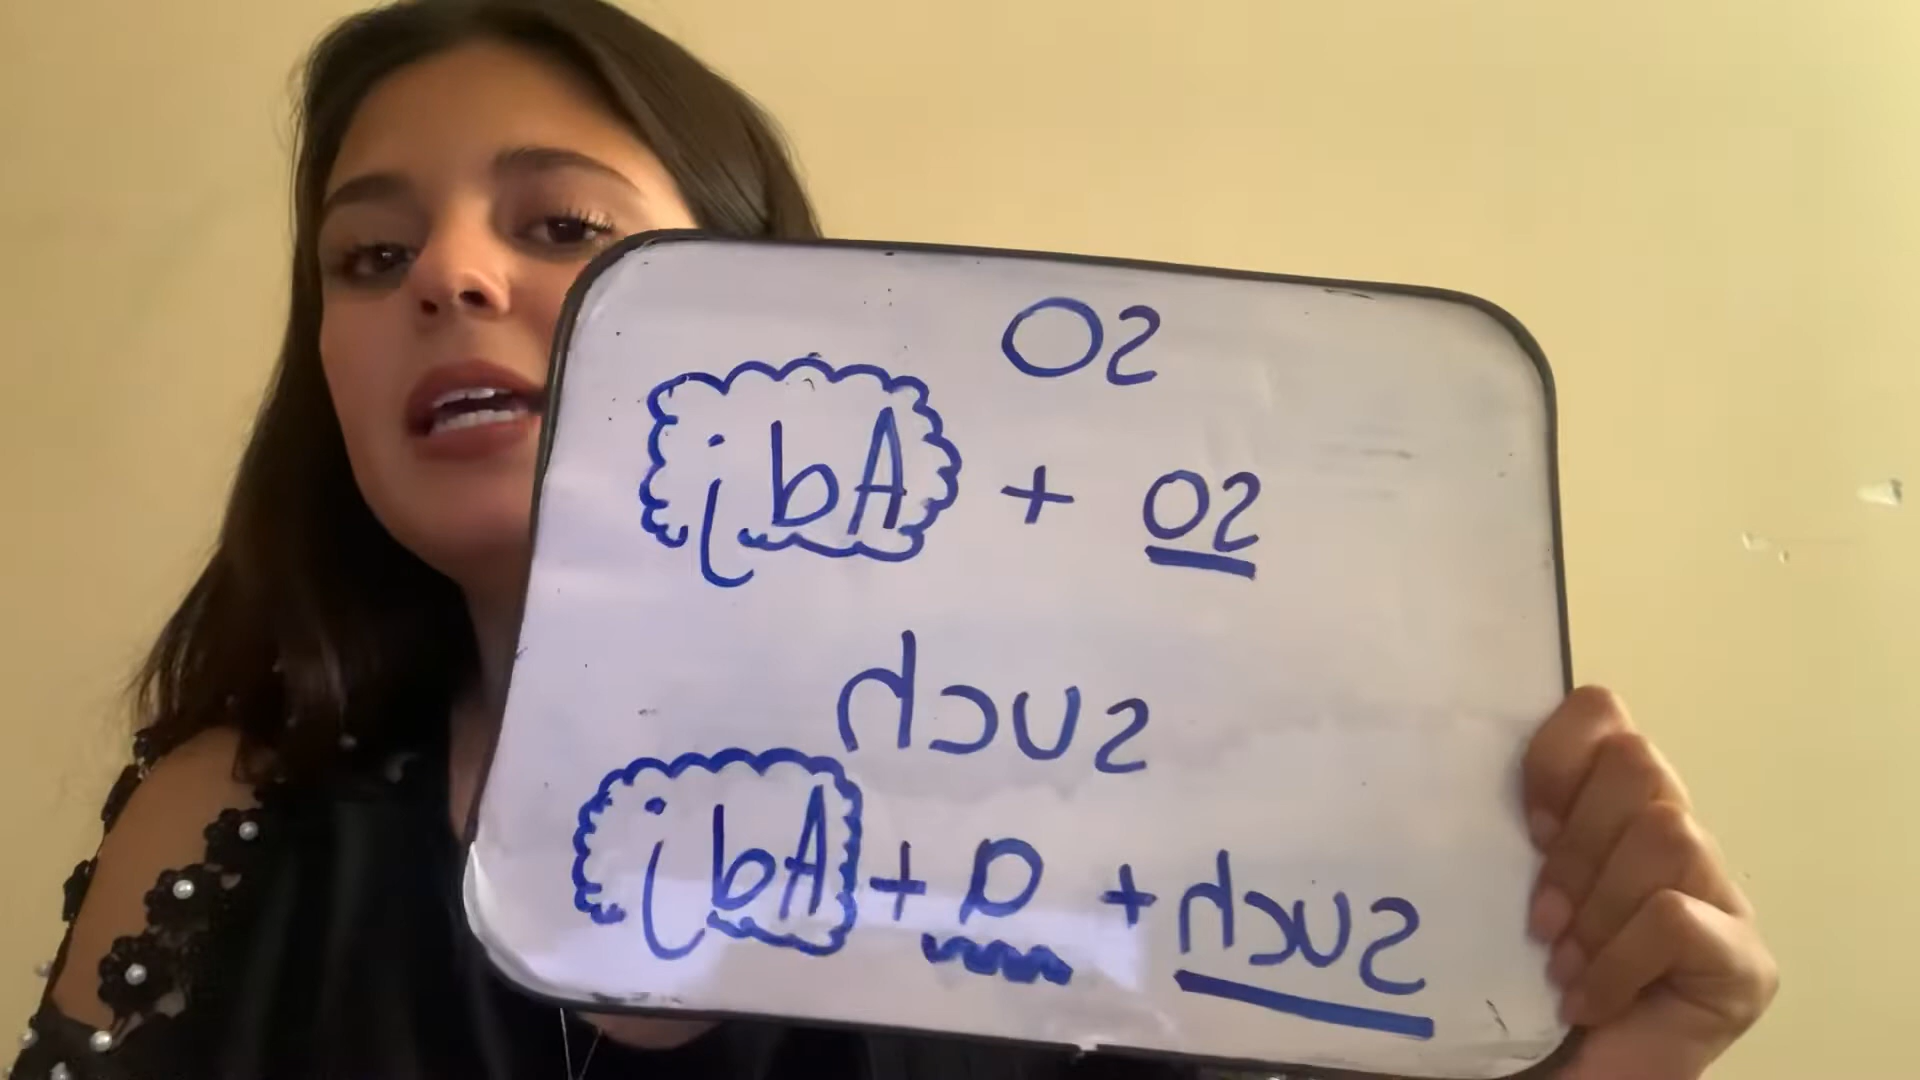 SO
so + Adj
such
such + a + Adj